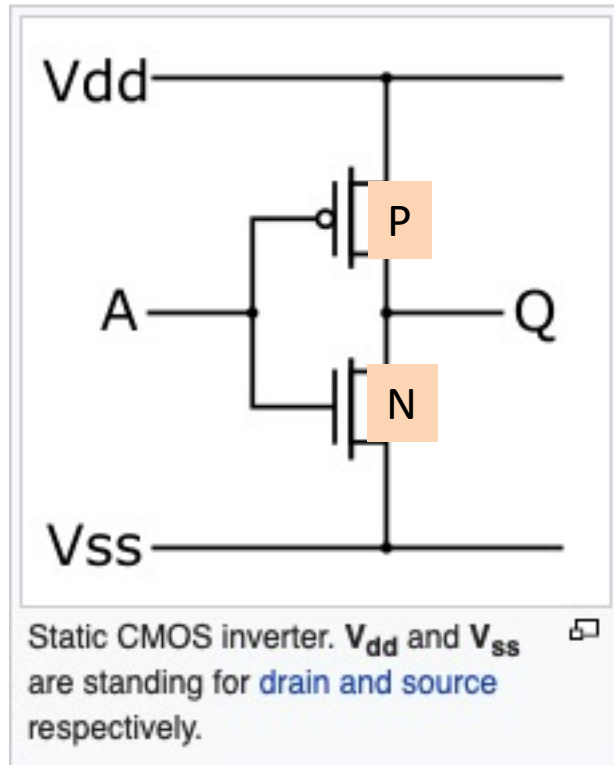 Vdd
P
A
Q
N
Vss
Static CMOS inverter. Vdd and Vss
are standing for drain and source
respectively.